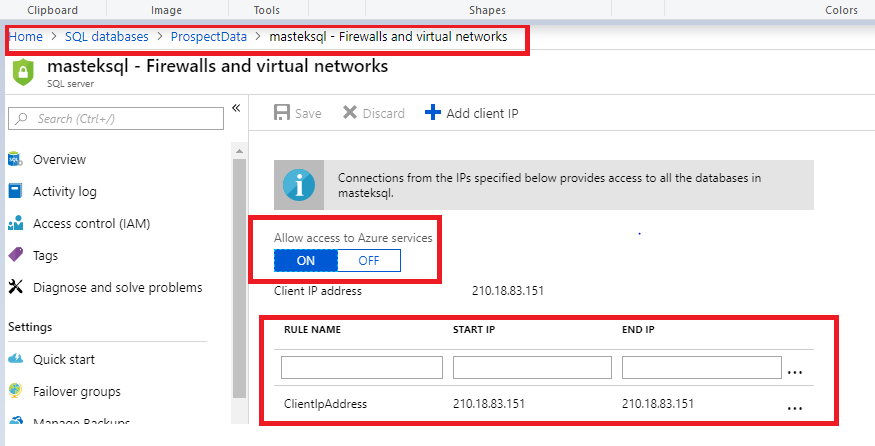 Clipboard Image Tools Shapes Colors
Home > SQL databases > ProspectData > masteksql - Firewalls and virtual networks
masteksql - Firewalls and virtual networks
SQL server
«
Search (Ctrl+/)
Overview
Activity log
Access control (IAM)
Tags
Diagnose and solve problems
Settings
Quick start
Failover groups
Manage Backups
Save Discard Add client IP
Connections from the IPs specified below provides access to all the databases in
masteksql.
Allow access to Azure services
ON OFF
Client IP address 210.18.83.151
RULE NAME START IP END IP
...
ClientIpAddress 210.18.83.151 210.18.83.151 ...